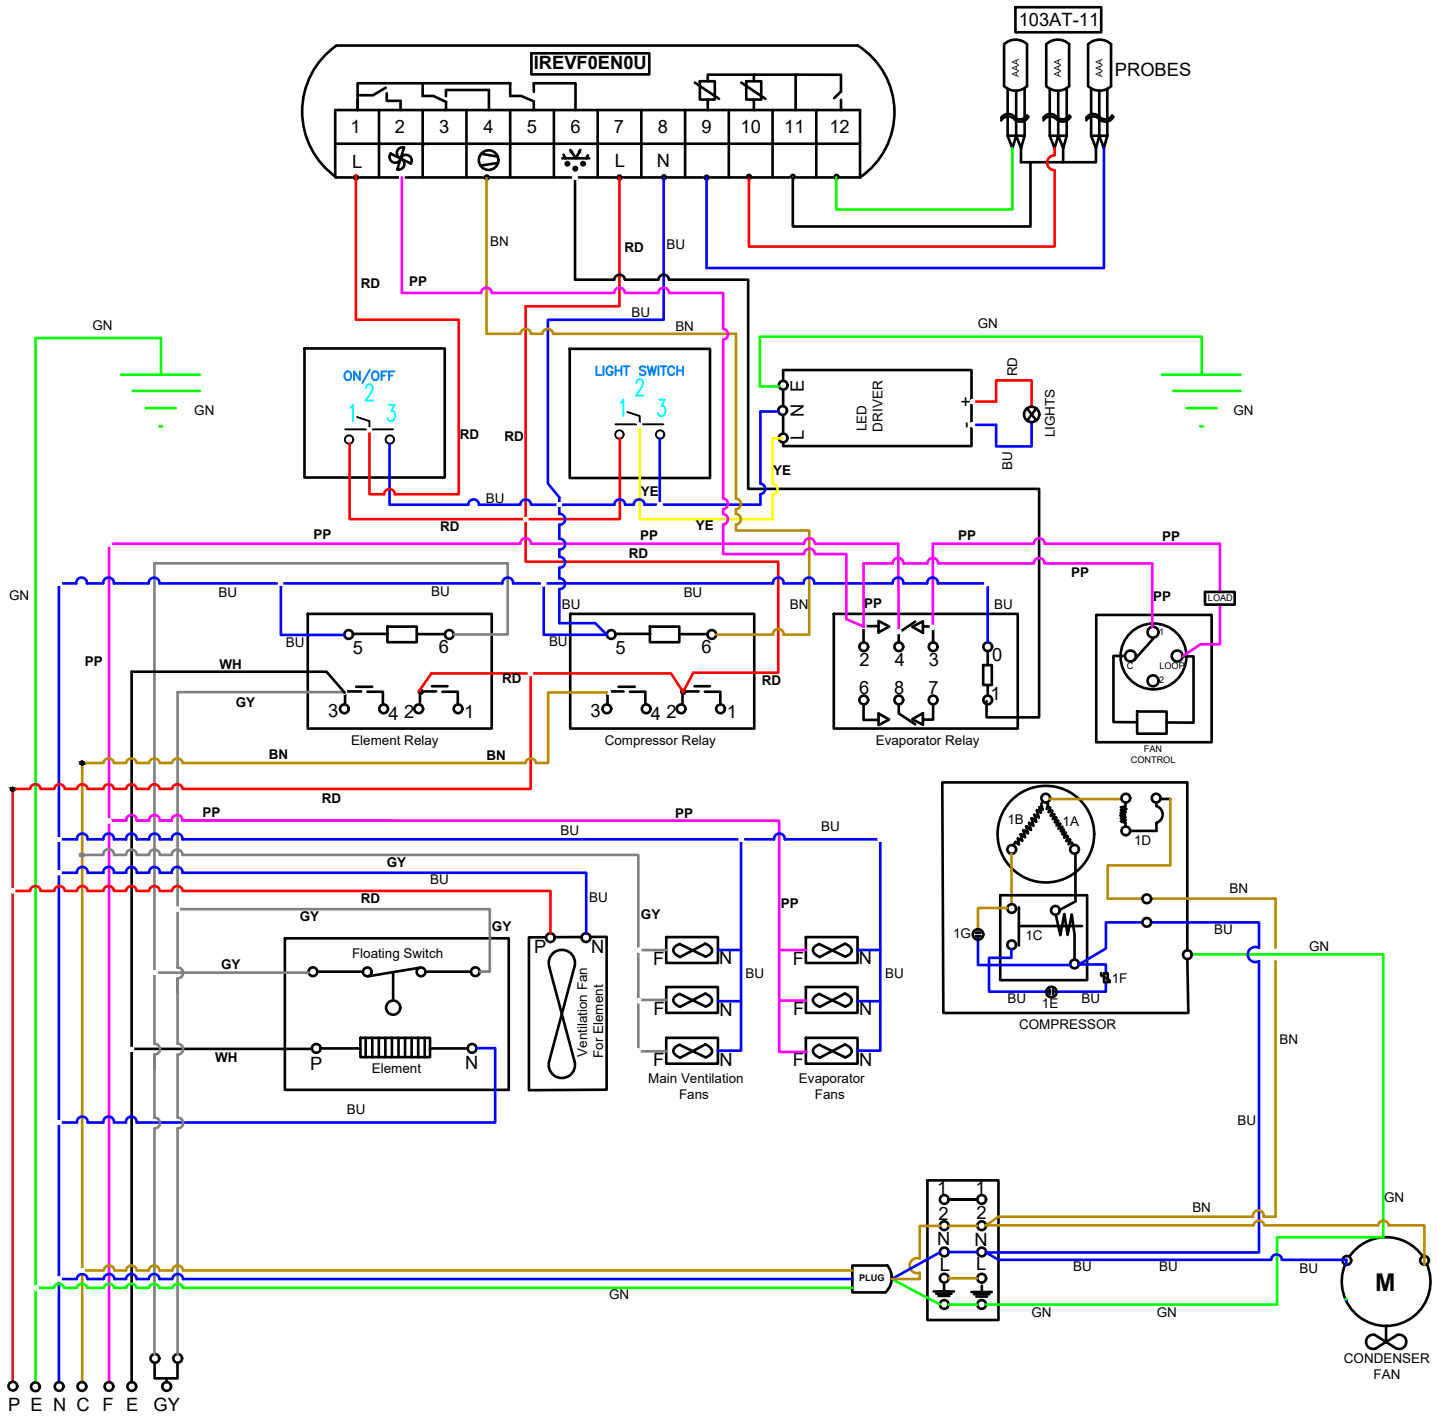 103AT-11
IREVF0EN0U
PROBES
1 2 3 4 5 6 7 8 9 10 11 12
L L N
BN RD BU
RD PP
BU BN
GN GN
ON/OFF
2
1 3
LIGHT SWITCH
2
1 3
GN
GN
E
N
L
LED
DRIVER
+
-
RD
BU
LIGHTS
RD RD
YE
BU YE
RD YE
PP PP PP PP
RD PP
GN BU BU BU BU BN PP BU PP
LOAD
BU BU
5 6
5 6
2 4 3 0
6 8 7 1
1
C LOOP
2
PP WH
GY RD RD
3 4 2 1
3 4 2 1
Element Relay
Compressor Relay
Evaporator Relay
FAN
CONTROL
BN BN
RD
PP PP
BU BU
GY
BU
RD BU
GY GY GY PP
1B 1A
1D
BN
BU
GN
1G 1C
1F
BU 1E BU
COMPRESSOR
Floating Switch
GY
P N
Ventilation Fan
For Element
F N F N
BU BU
F N F N
F N F N
WH
P N
Element
Main Ventilation
Fans
Evaporator
Fans
BU
BN
BU
1 1
2 2
N N
L L
BN
GN
BU BU BU
PLUG
GN GN GN
M
CONDENSER
FAN
P E N C F E GY